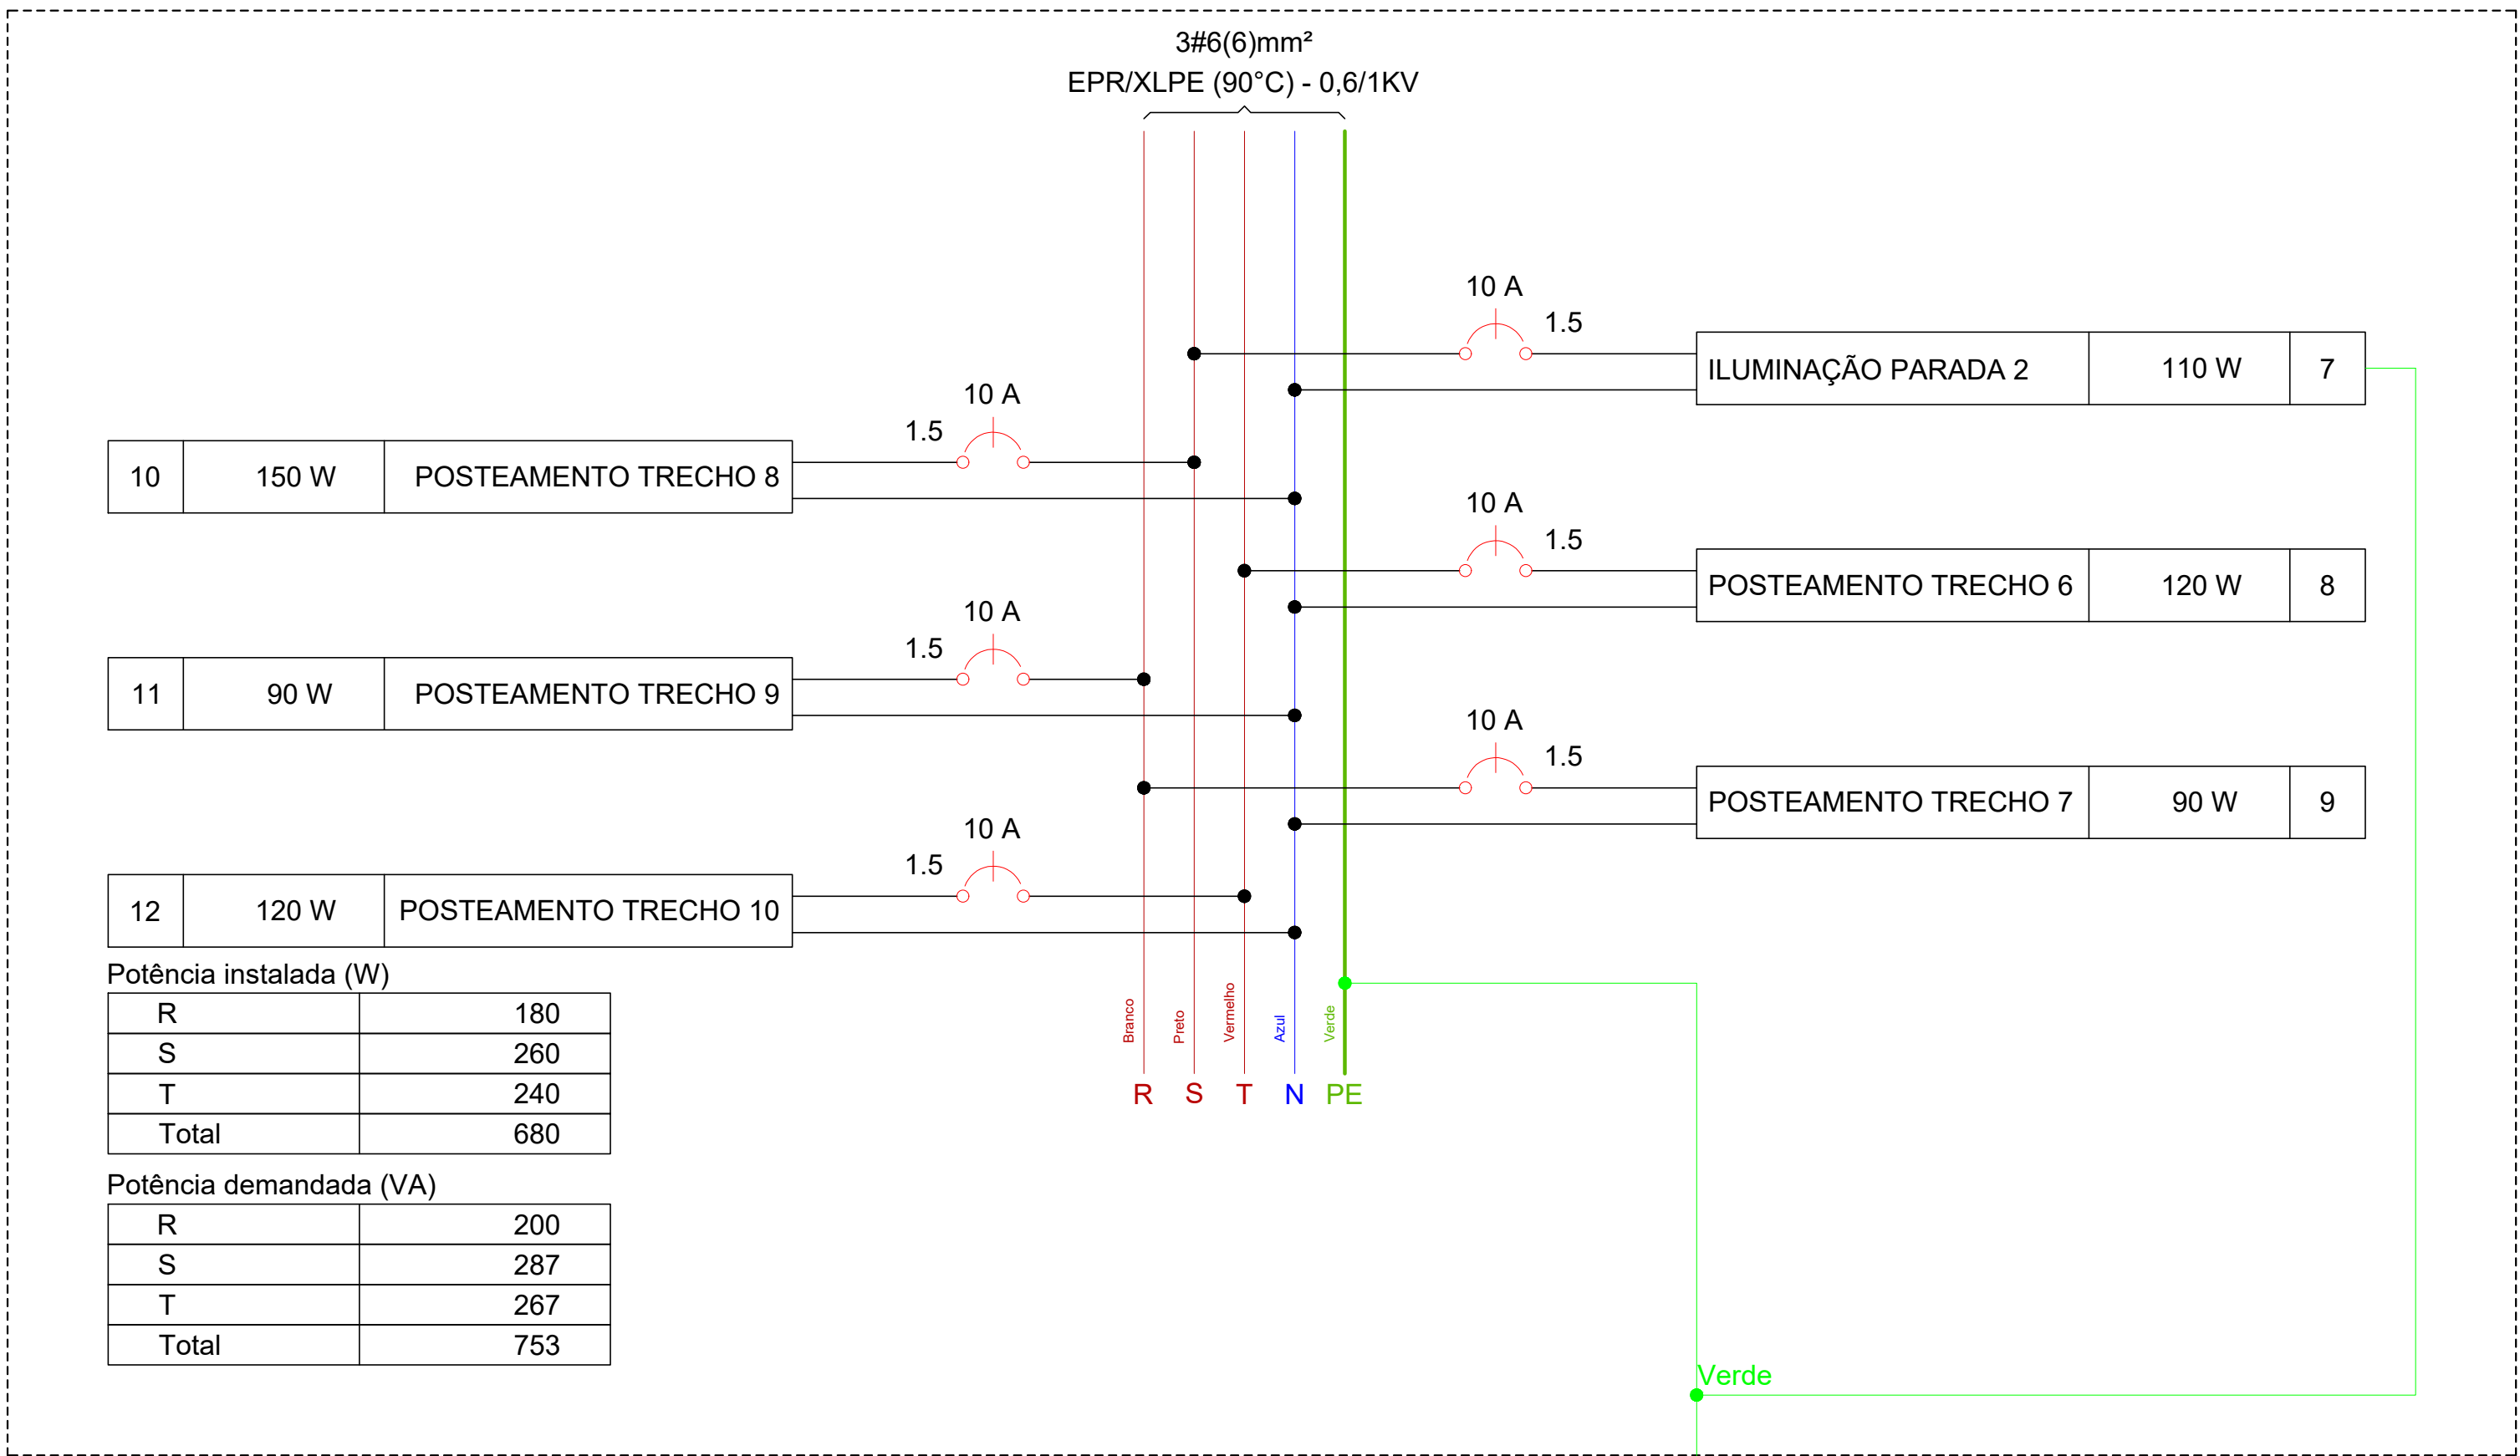 3#6(6)mm²
EPR/XLPE (90°C) - 0,6/1KV
10 A
1.5
ILUMINAÇÃO PARADA 2 110 W 7
10 A
1.5
10 150 W POSTEAMENTO TRECHO 8
10 A
1.5
POSTEAMENTO TRECHO 6 120 W 8
10 A
1.5
11 90 W POSTEAMENTO TRECHO 9
10 A
1.5
POSTEAMENTO TRECHO 7 90 W 9
10 A
1.5
12 120 W POSTEAMENTO TRECHO 10
Potência instalada (W)
R 180
S 260
T 240
Total 680
Branco Preto Vermelho Azul Verde
R S T N PE
Potência demandada (VA)
R 200
S 287
T 267
Total 753
Verde